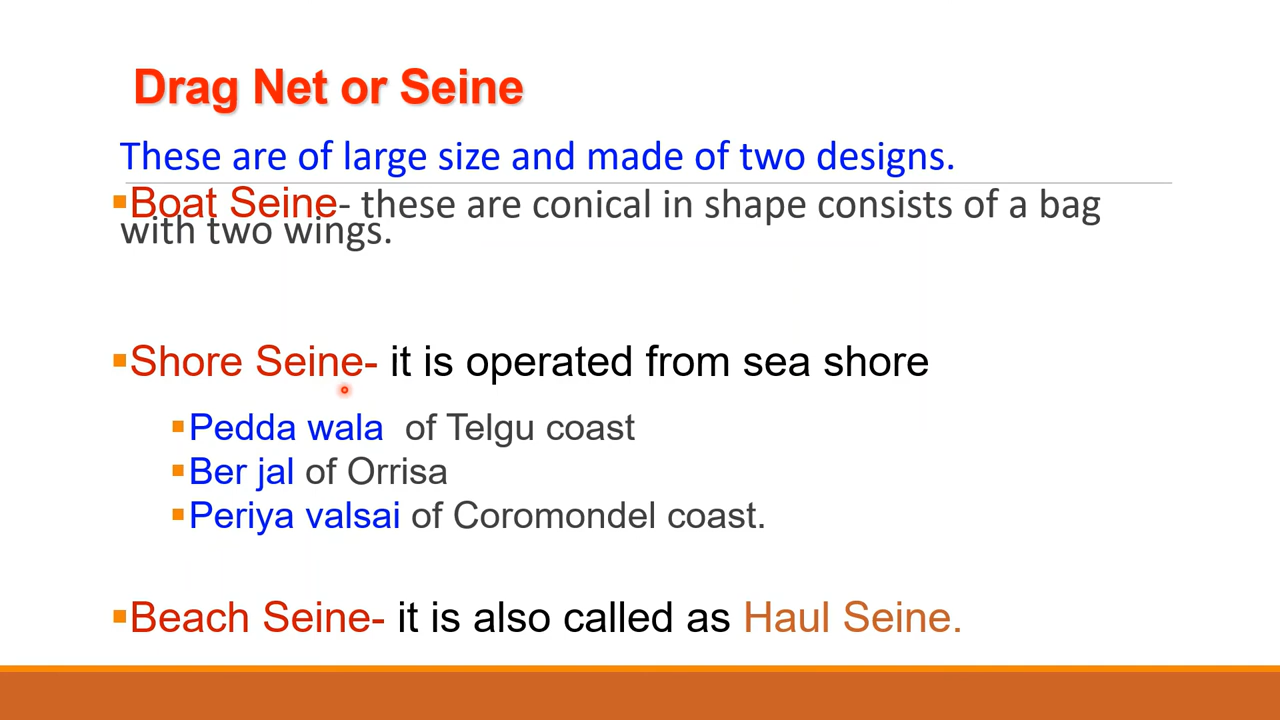 Drag Net or Seine
These are of large size and made of two designs.
Boat Seine- these are conical in shape consists of a bag
with two wings.
Shore Seine- it is operated from sea shore
Pedda wala of Telgu coast
Ber jal of Orrisa
Periya valsai of Coromondel coast.
Beach Seine- it is also called as Haul Seine.